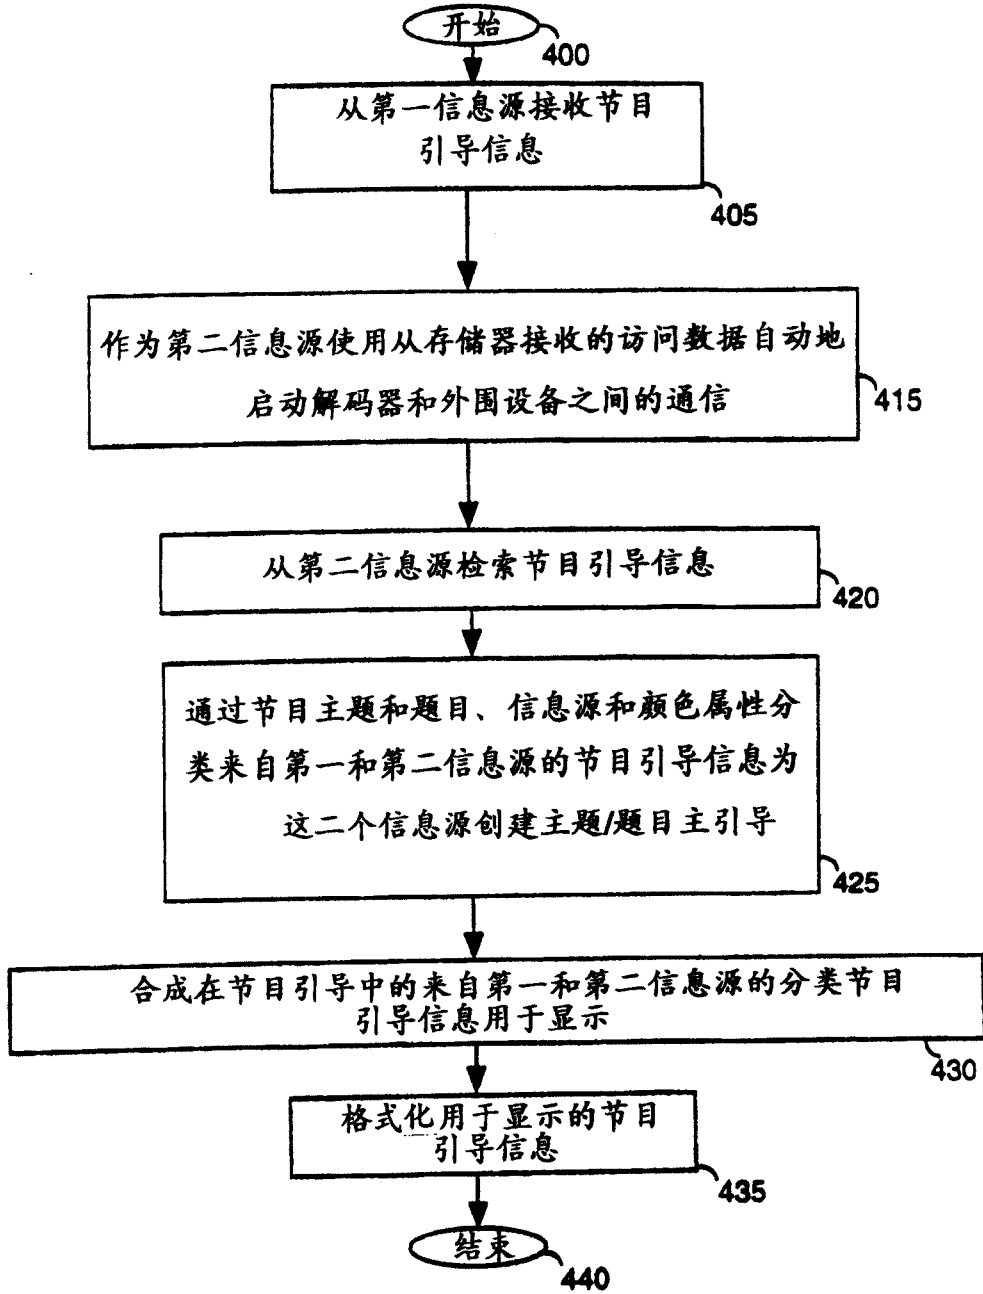 开始
400
从第一信息源接收节目
引导信息
405
作为第二信息源使用从存储器接收的访问数据自动地
启动解码器和外围设备之间的通信
415
从第二信息源检索节目引导信息
420
通过节目主题和题目、信息源和颜色属性分
类来自第一和第二信息源的节目引导信息为
这二个信息源创建主题/题目主引导
425
合成在节目引导中的来自第一和第二信息源的分类节目
引导信息用于显示
430
格式化用于显示的节目
引导信息
435
结束
440